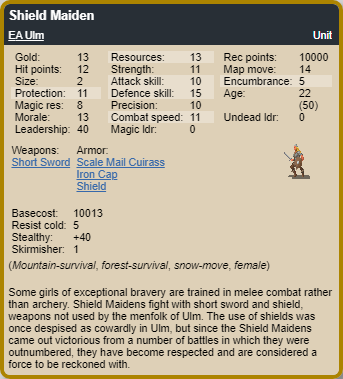 Shield Maiden
EA Ulm Unit
Gold: 13 Resources: 13 Rec points: 10000
Hit points: 12 Strength: 11 Map move: 14
Size: 2 Attack skill: 10 Encumbrance: 5
Protection: 11 Defence skill: 15 Age: 22
Magic res: 8 Precision: 10 (50)
Morale: 13 Combat speed: 11 Undead ldr: 0
Leadership: 40 Magic ldr: 0
Weapons: Armor:
Short Sword Scale Mail Cuirass
Iron Cap
Shield
Basecost: 10013
Resist cold: 5
Stealthy: +40
Skirmisher: 1
(Mountain-survival, forest-survival, snow-move, female)
Some girls of exceptional bravery are trained in melee combat rather
than archery. Shield Maidens fight with short sword and shield,
weapons not used by the menfolk of Ulm. The use of shields was
once despised as cowardly in Ulm, but since the Shield Maidens
came out victorious from a number of battles in which they were
outnumbered, they have become respected and are considered a
force to be reckoned with.